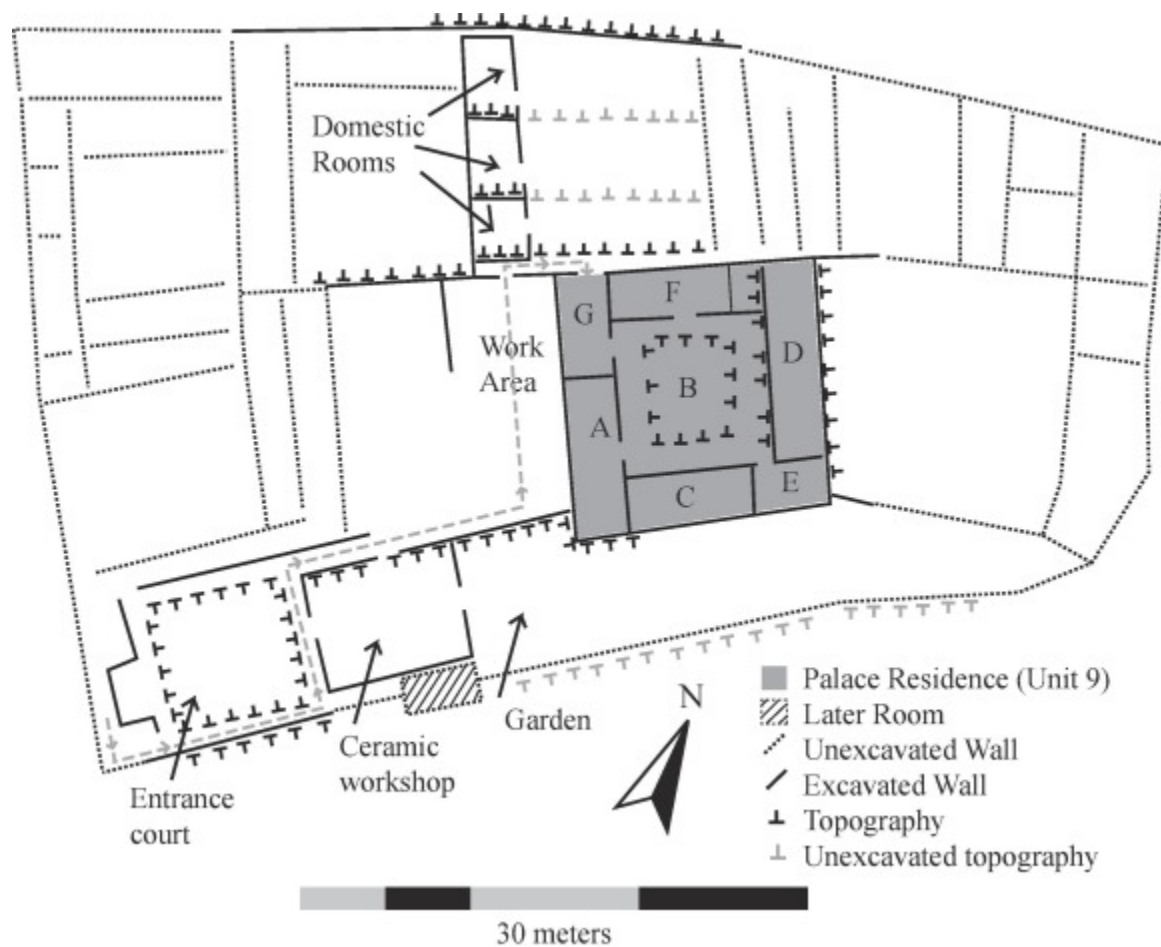 Domestic
Rooms
F
G
Work
Area
D
B
A
C
E
N
Palace Residence (Unit 9)
Later Room
Unexcavated Wall
Excavated Wall
Topography
Unexcavated topography
Garden
Ceramic
workshop
Entrance
court
30 meters